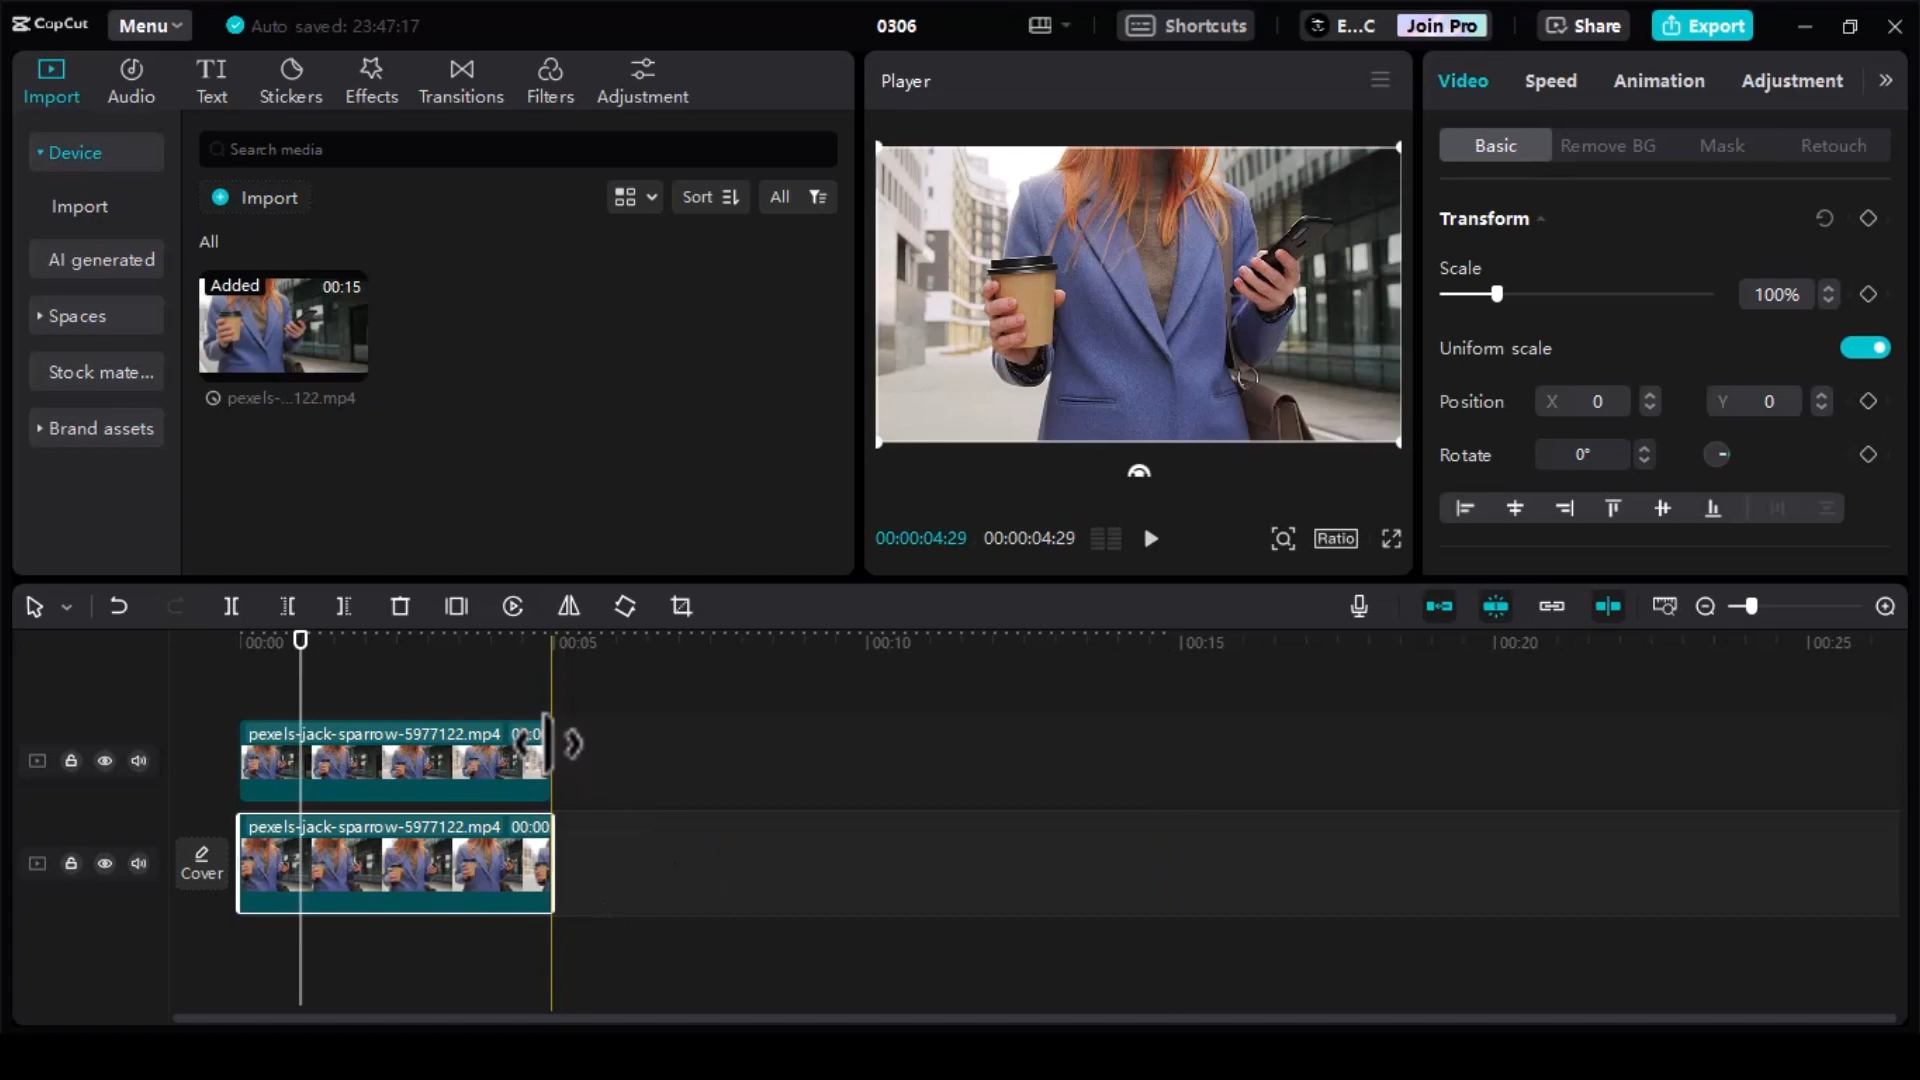 CapCut
Menu
Auto saved: 23:47:17
0306
Shortcuts
E...C
Join Pro
Share
Export
Import
Audio
TI
Text
Stickers
Effects
Transitions
Filters
Adjustment
Device
Import
AI generated
Spaces
Stock mate...
Brand assets
Search media
Import
Sort
All
All
Added
00:15
pexels-...122.mp4
Player
00:00:04:29
00:00:04:29
Ratio
Video
Speed
Animation
Adjustment
Basic
Remove BG
Mask
Retouch
Transform
Scale
100%
Uniform scale
Position
X 0
Y 0
Rotate
0°
00:00
00:05
00:10
00:15
00:20
00:25
pexels-jack-sparrow-5977122.mp4
Cover
pexels-jack-sparrow-5977122.mp4 00:00